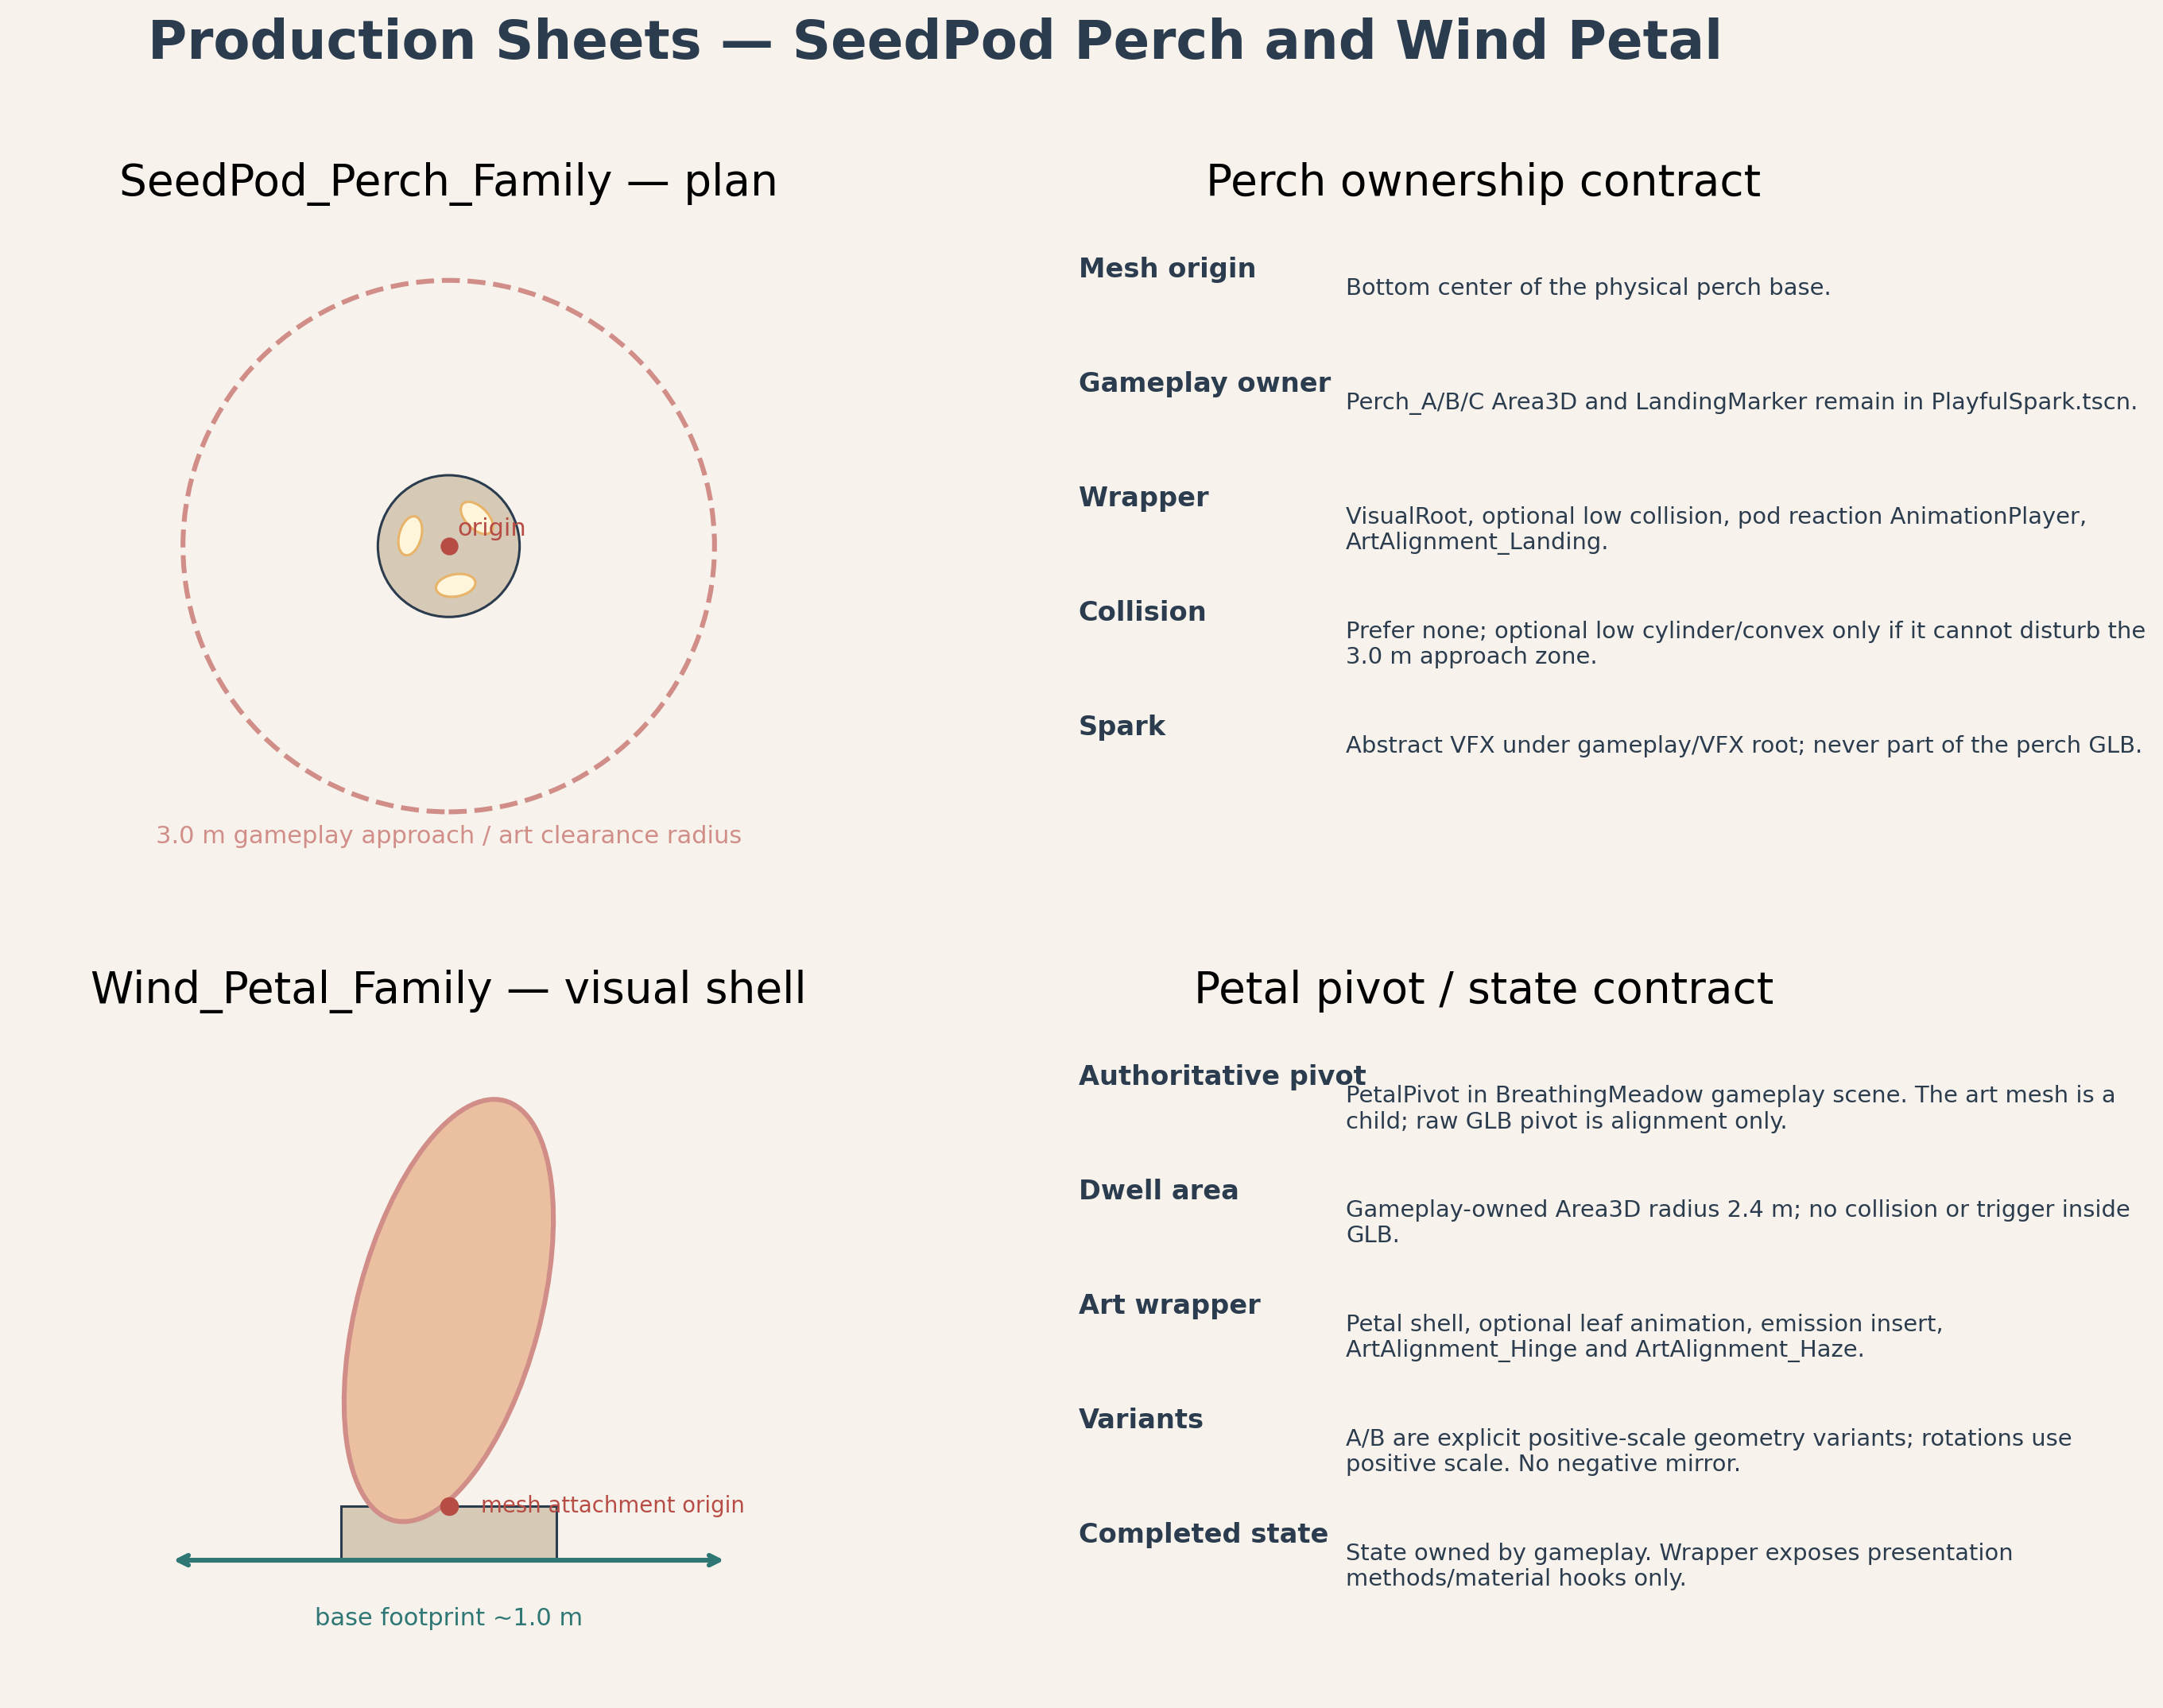 Production Sheets — SeedPod Perch and Wind Petal
SeedPod_Perch_Family — plan
origin
3.0 m gameplay approach / art clearance radius
Perch ownership contract
Mesh origin
Bottom center of the physical perch base.
Gameplay owner
Perch_A/B/C Area3D and LandingMarker remain in PlayfulSpark.tscn.
Wrapper
VisualRoot, optional low collision, pod reaction AnimationPlayer,
ArtAlignment_Landing.
Collision
Prefer none; optional low cylinder/convex only if it cannot disturb the
3.0 m approach zone.
Spark
Abstract VFX under gameplay/VFX root; never part of the perch GLB.
Wind_Petal_Family — visual shell
mesh attachment origin
base footprint ~1.0 m
Petal pivot / state contract
Authoritative pivot
PetalPivot in BreathingMeadow gameplay scene. The art mesh is a
child; raw GLB pivot is alignment only.
Dwell area
Gameplay-owned Area3D radius 2.4 m; no collision or trigger inside
GLB.
Art wrapper
Petal shell, optional leaf animation, emission insert,
ArtAlignment_Hinge and ArtAlignment_Haze.
Variants
A/B are explicit positive-scale geometry variants; rotations use
positive scale. No negative mirror.
Completed state
State owned by gameplay. Wrapper exposes presentation
methods/material hooks only.